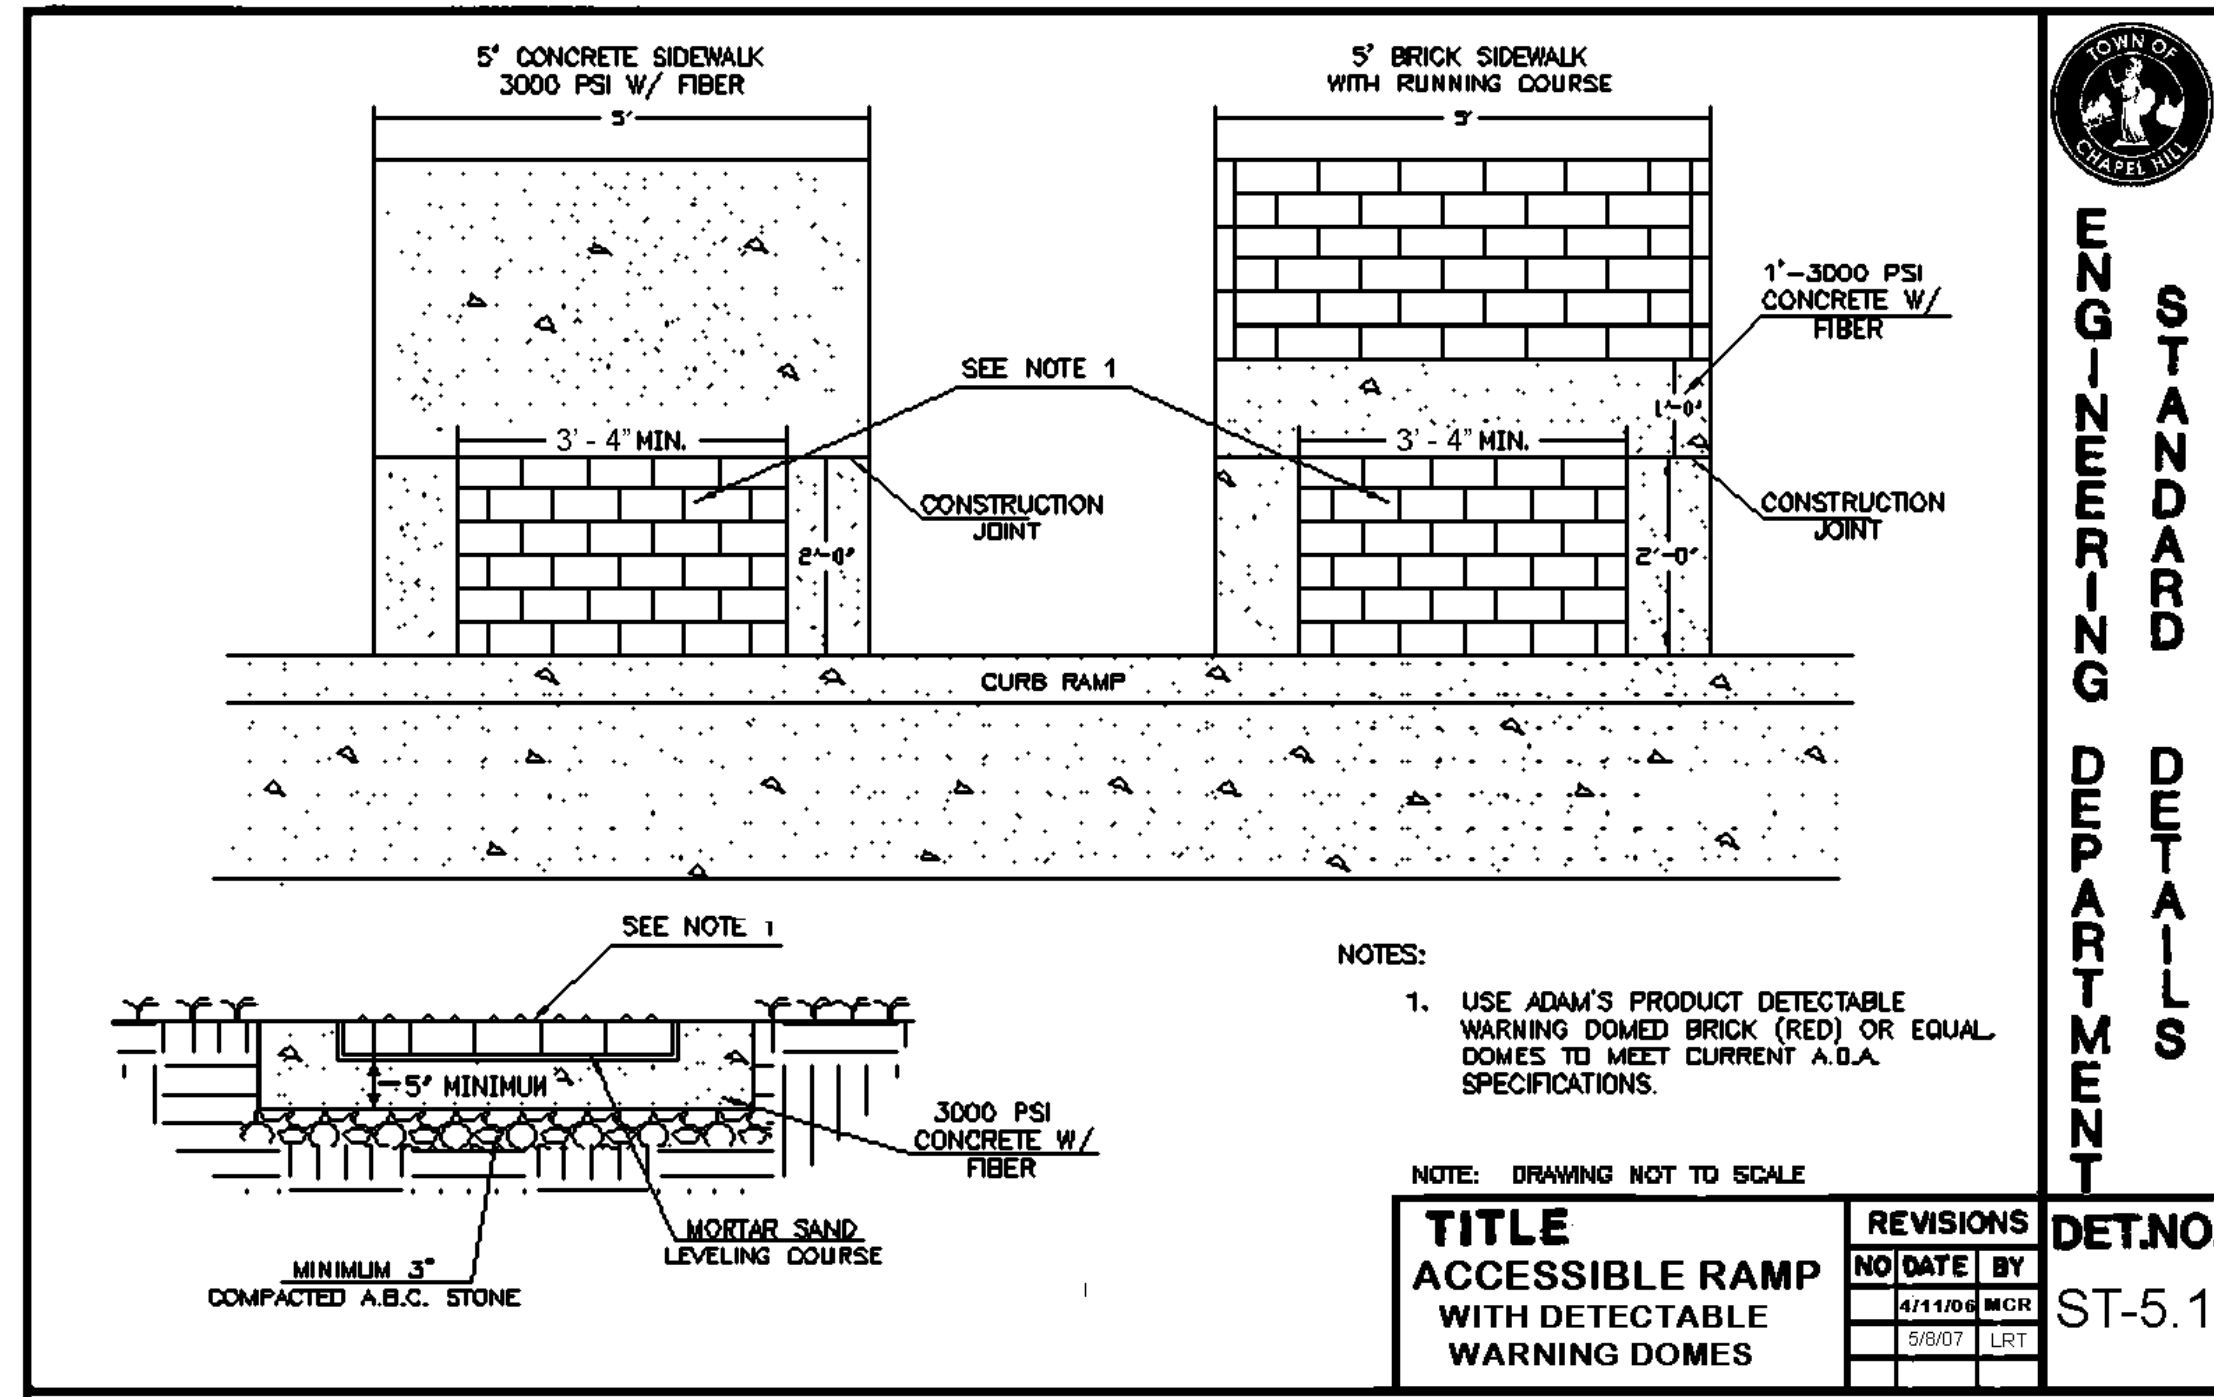 5' CONCRETE SIDEWALK
3000 PSI W/ FIBER
5'
5' BRICK SIDEWALK
WITH RUNNING COURSE
5'
1'-3000 PSI
CONCRETE W/
FIBER
SEE NOTE 1
1'-0"
3' - 4" MIN.
3' - 4" MIN.
CONSTRUCTION
JOINT
CONSTRUCTION
JOINT
2'-0"
2'-0"
CURB RAMP
SEE NOTE 1
5" MINIMUM
3000 PSI
CONCRETE W/
FIBER
MORTAR SAND
LEVELING COURSE
MINIMUM 3"
COMPACTED A.B.C. STONE
NOTES:
1. USE ADAM'S PRODUCT DETECTABLE
WARNING DOMED BRICK (RED) OR EQUAL.
DOMES TO MEET CURRENT A.D.A.
SPECIFICATIONS.
NOTE: DRAWING NOT TO SCALE
TITLE
ACCESSIBLE RAMP
WITH DETECTABLE
WARNING DOMES
REVISIONS
NO DATE BY
4/11/06 MCR
5/8/07 LRT
TOWN OF
CHAPEL HILL
ENGINEERING DEPARTMENT
STANDARD DETAILS
DET.NO.
ST-5.1